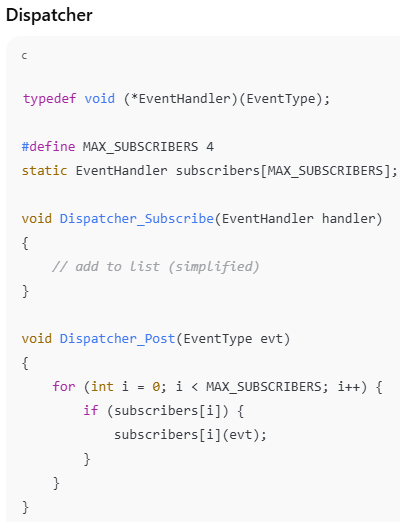 Dispatcher
c
typedef void (*EventHandler)(EventType);
#define MAX_SUBSCRIBERS 4
static EventHandler subscribers[MAX_SUBSCRIBERS];
void Dispatcher_Subscribe(EventHandler handler)
{
    // add to list (simplified)
}
void Dispatcher_Post(EventType evt)
{
    for (int i = 0; i < MAX_SUBSCRIBERS; i++) {
        if (subscribers[i]) {
            subscribers[i](evt);
        }
    }
}